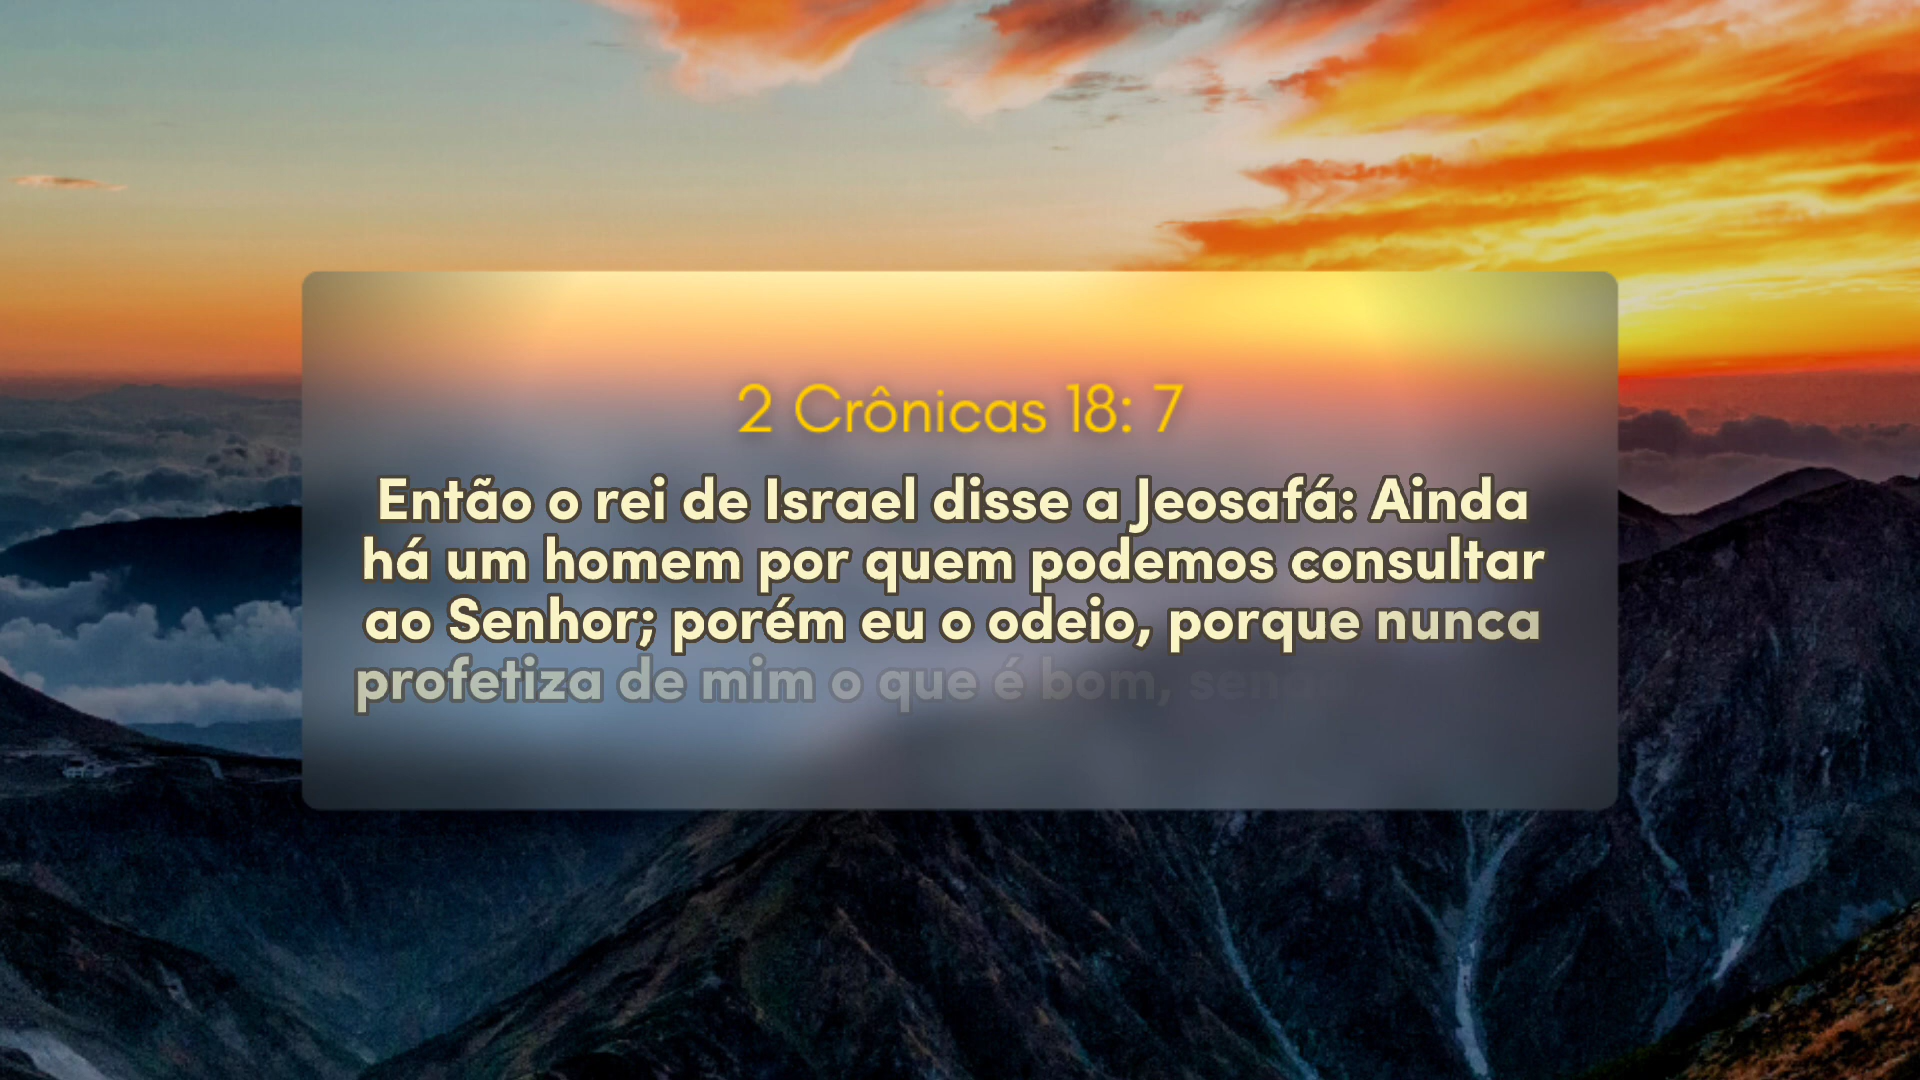 2 Crônicas 18: 7
Então o rei de Israel disse a Jeosafá: Ainda
há um homem por quem podemos consultar
ao Senhor; porém eu o odeio, porque nunca
profetiza de mim o que é bom, senão